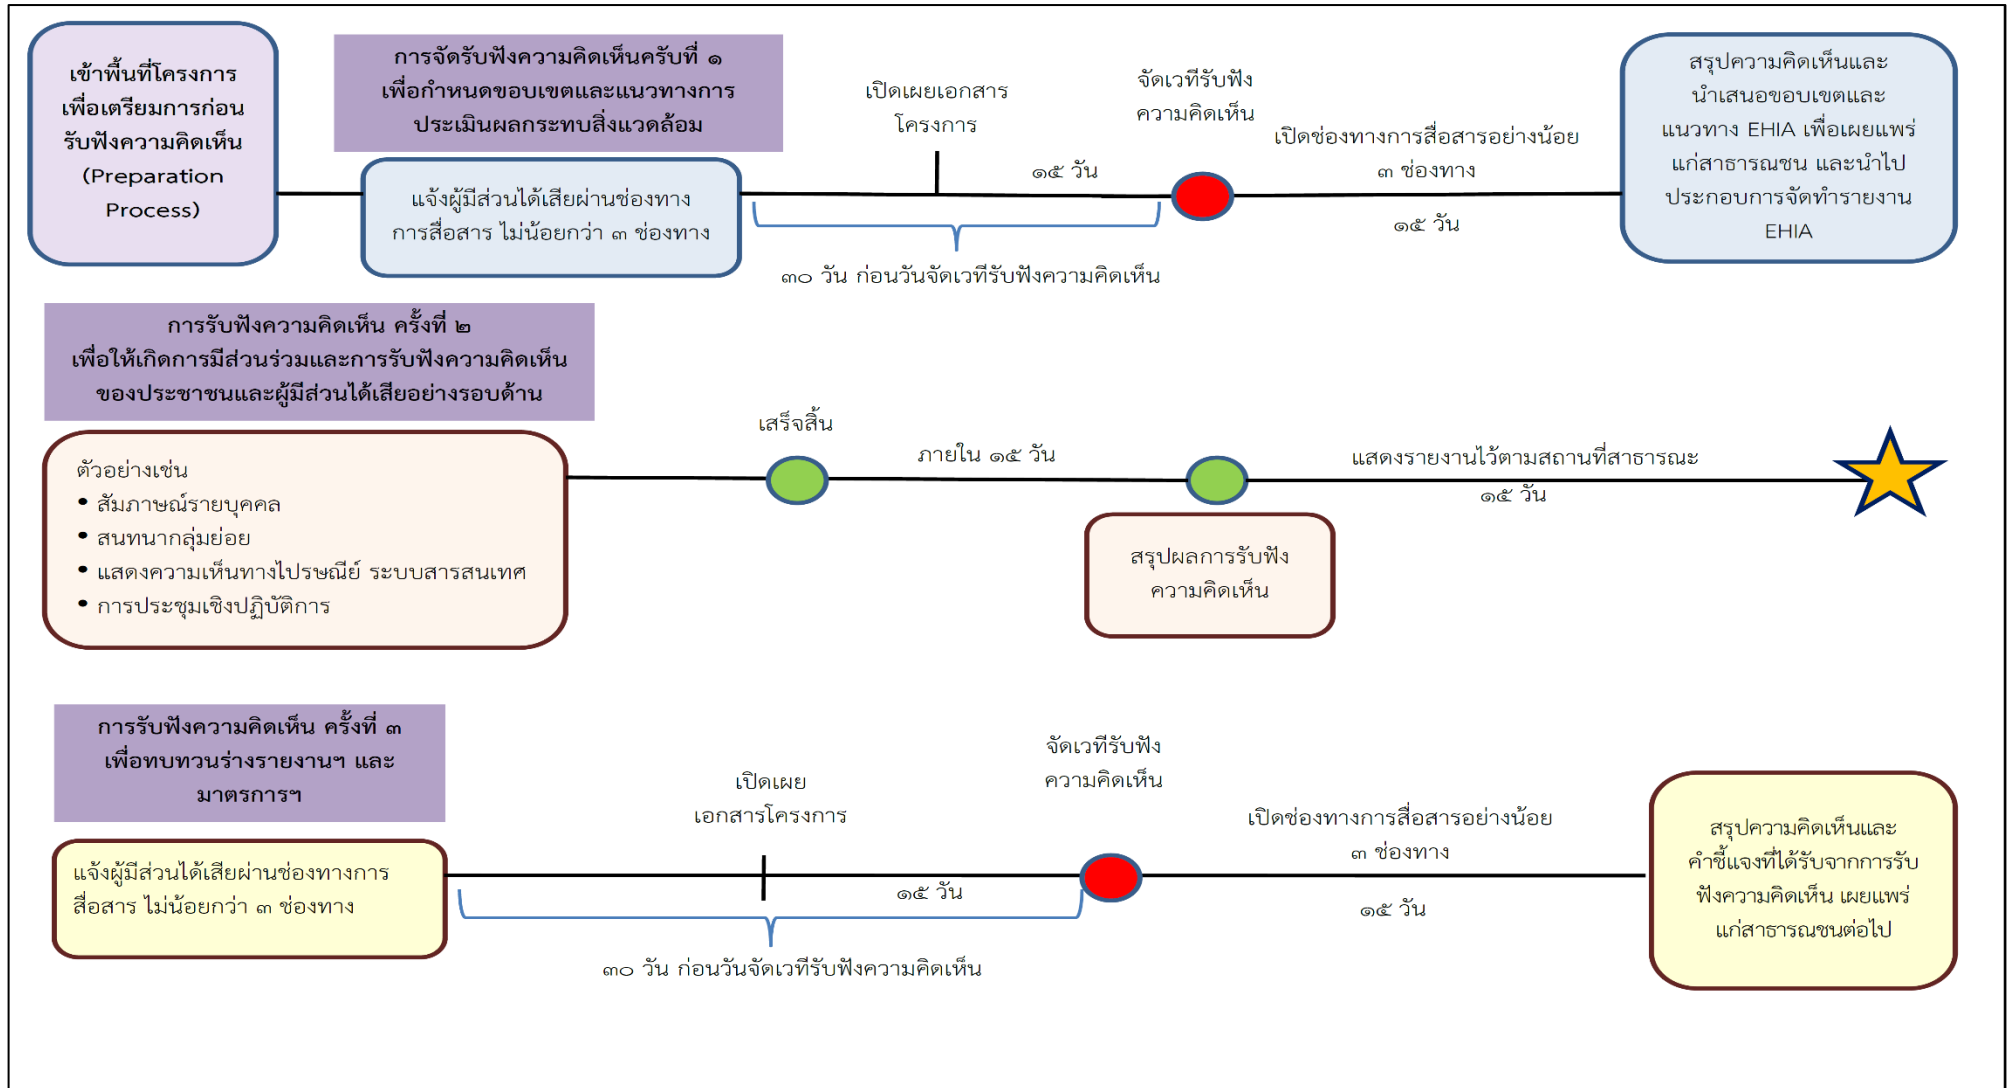 เข้าพื้นที่โครงการ
เพื่อเตรียมการก่อน
รับฟังความคิดเห็น
(Preparation
Process)
การจัดรับฟังความคิดเห็นครับที่ ๑
เพื่อกำหนดขอบเขตและแนวทางการ
ประเมินผลกระทบสิ่งแวดล้อม
แจ้งผู้มีส่วนได้เสียผ่านช่องทาง
การสื่อสาร ไม่น้อยกว่า ๓ ช่องทาง
เปิดเผยเอกสาร
โครงการ
๑๕ วัน
๓๐ วัน ก่อนวันจัดเวทีรับฟังความคิดเห็น
จัดเวทีรับฟัง
ความคิดเห็น
เปิดช่องทางการสื่อสารอย่างน้อย
๓ ช่องทาง
๑๕ วัน
สรุปความคิดเห็นและ
นำเสนอขอบเขตและ
แนวทาง EHIA เพื่อเผยแพร่
แก่สาธารณชน และนำไป
ประกอบการจัดทำรายงาน
EHIA
การรับฟังความคิดเห็น ครั้งที่ ๒
เพื่อให้เกิดการมีส่วนร่วมและการรับฟังความคิดเห็น
ของประชาชนและผู้มีส่วนได้เสียอย่างรอบด้าน
ตัวอย่างเช่น
• สัมภาษณ์รายบุคคล
• สนทนากลุ่มย่อย
• แสดงความเห็นทางไปรษณีย์ ระบบสารสนเทศ
• การประชุมเชิงปฏิบัติการ
เสร็จสิ้น
ภายใน ๑๕ วัน
สรุปผลการรับฟัง
ความคิดเห็น
แสดงรายงานไว้ตามสถานที่สาธารณะ
๑๕ วัน
การรับฟังความคิดเห็น ครั้งที่ ๓
เพื่อทบทวนร่างรายงานฯ และ
มาตรการฯ
แจ้งผู้มีส่วนได้เสียผ่านช่องทางการ
สื่อสาร ไม่น้อยกว่า ๓ ช่องทาง
เปิดเผย
เอกสารโครงการ
๑๕ วัน
๓๐ วัน ก่อนวันจัดเวทีรับฟังความคิดเห็น
จัดเวทีรับฟัง
ความคิดเห็น
เปิดช่องทางการสื่อสารอย่างน้อย
๓ ช่องทาง
๑๕ วัน
สรุปความคิดเห็นและ
คำชี้แจงที่ได้รับจากการรับ
ฟังความคิดเห็น เผยแพร่
แก่สาธารณชนต่อไป